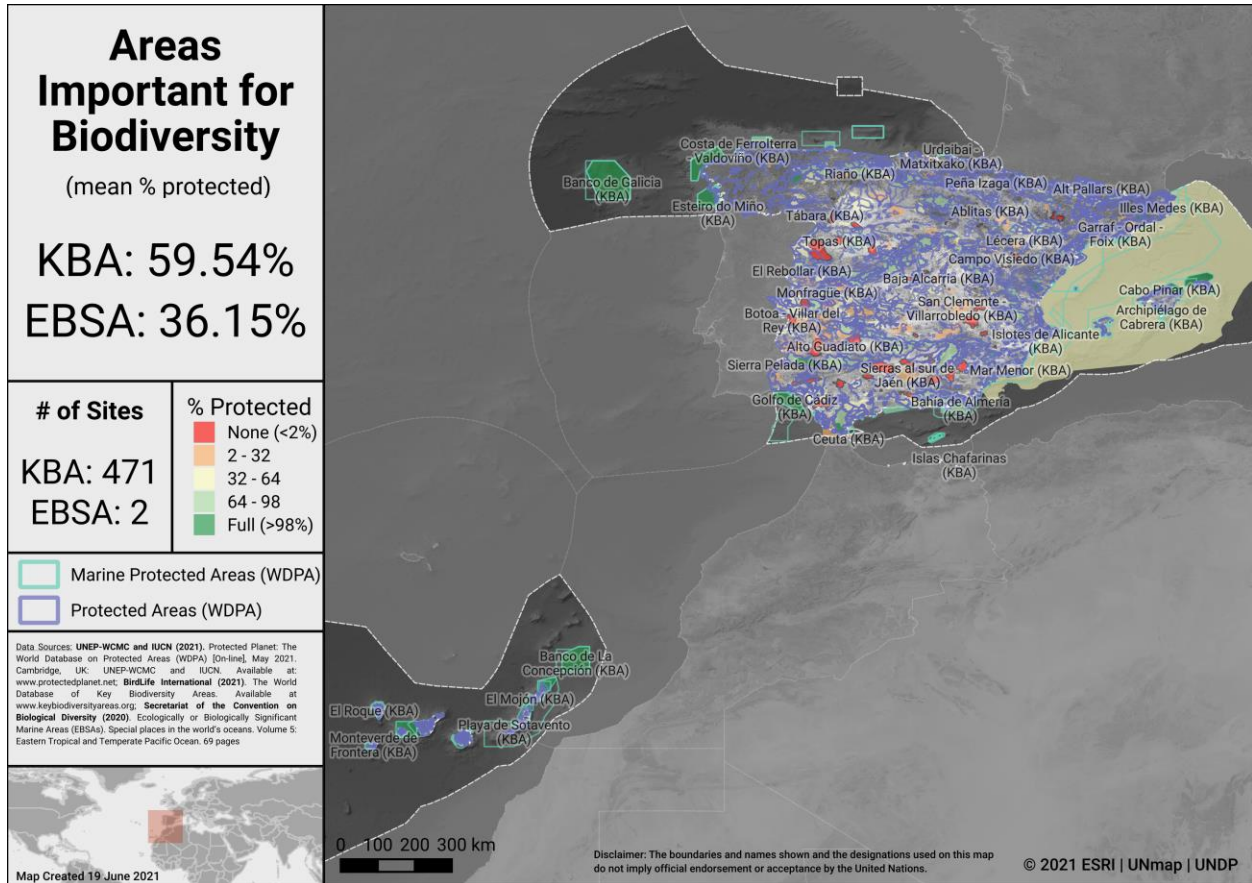 Areas
Important for
Biodiversity
(mean % protected)
KBA: 59.54%
EBSA: 36.15%
# of Sites
KBA: 471
EBSA: 2
% Protected
None (<2%)
2 - 32
32 - 64
64 - 98
Full (>98%)
Marine Protected Areas (WDPA)
Protected Areas (WDPA)
Data Sources: UNEP-WCMC and IUCN (2021). Protected Planet: The
World Database on Protected Areas (WDPA) [On-line], May 2021.
Cambridge, UK: UNEP-WCMC and IUCN. Available at:
www.protectedplanet.net; BirdLife International (2021). The World
Database of Key Biodiversity Areas. Available at
www.keybiodiversityareas.org; Secretariat of the Convention on
Biological Diversity (2020). Ecologically or Biologically Significant
Marine Areas (EBSAs). Special places in the world's oceans. Volume 5:
Eastern Tropical and Temperate Pacific Ocean. 69 pages
Map Created 19 June 2021
Costa de Ferrolterra
Valdoviño (KBA)
Urdaibai -
Matxitxako (KBA)
Banco de Galicia
(KBA)
Riaño (KBA)
Peña Izaga (KBA)
Alt Pallars (KBA)
Esteiro do Miño
(KBA)
Tábara (KBA)
Ablitas (KBA)
Illes Medes (KBA)
Topas (KBA)
Lécera (KBA)
Garraf - Ordal -
Foix (KBA)
El Rebollar (KBA)
Campo Visiedo (KBA)
Baja Alcarria (KBA)
Monfragüe (KBA)
Cabo Pinar (KBA)
Botoa - Villar del
Rey (KBA)
San Clemente -
Villarrobledo (KBA)
Archipiélago de
Cabrera (KBA)
Alto Guadiato (KBA)
Islotes de Alicante
(KBA)
Sierra Pelada (KBA)
Sierras al sur de
Jaén (KBA)
Mar Menor (KBA)
Golfo de Cádiz
(KBA)
Bahía de Almería
(KBA)
Ceuta (KBA)
Islas Chafarinas
(KBA)
Banco de La
Concepción (KBA)
El Mojón (KBA)
El Roque (KBA)
Playa de Sotavento
(KBA)
Monteverde de
Frontera (KBA)
0 100 200 300 km
Disclaimer: The boundaries and names shown and the designations used on this map
do not imply official endorsement or acceptance by the United Nations.
© 2021 ESRI | UNmap | UNDP